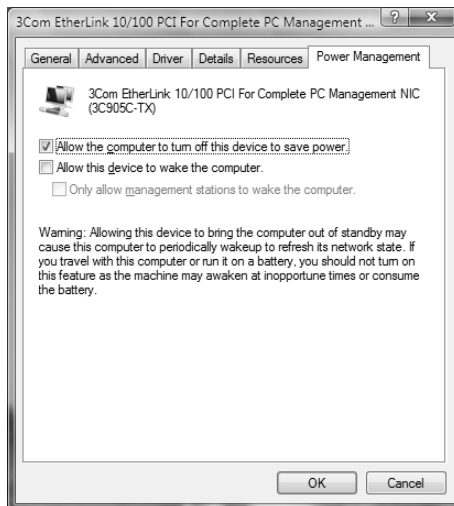 3Com EtherLink 10/100 PCI For Complete PC Management ...
General Advanced Driver Details Resources Power Management
3Com EtherLink 10/100 PCI For Complete PC Management NIC
(3C905C-TX)
Allow the computer to turn off this device to save power.
Allow this device to wake the computer.
Only allow management stations to wake the computer.
Warning: Allowing this device to bring the computer out of standby may
cause this computer to periodically wakeup to refresh its network state. If
you travel with this computer or run it on a battery, you should not turn on
this feature as the machine may awaken at inopportune times or consume
the battery.
OK Cancel